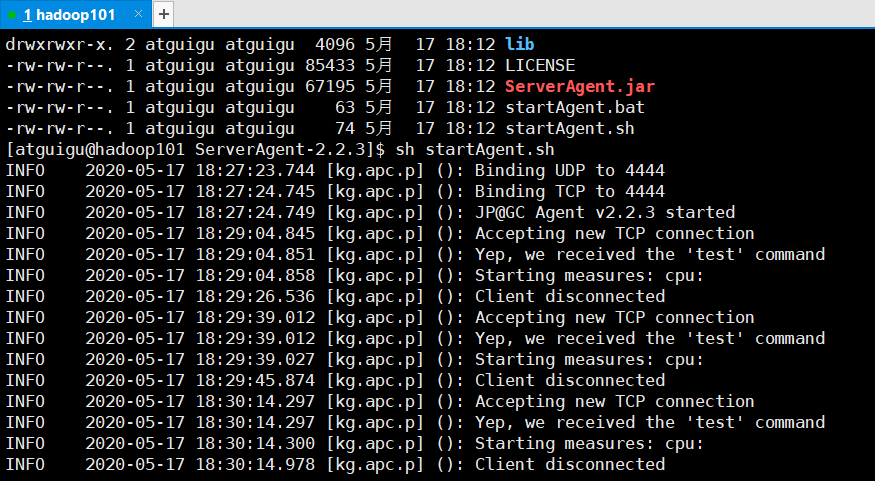 1 hadoop101 × +
drwxrwxr-x. 2 atguigu atguigu  4096 5月  17 18:12 lib
-rw-rw-r--. 1 atguigu atguigu 85433 5月  17 18:12 LICENSE
-rw-rw-r--. 1 atguigu atguigu 67195 5月  17 18:12 ServerAgent.jar
-rw-rw-r--. 1 atguigu atguigu    63 5月  17 18:12 startAgent.bat
-rw-rw-r--. 1 atguigu atguigu    74 5月  17 18:12 startAgent.sh
[atguigu@hadoop101 ServerAgent-2.2.3]$ sh startAgent.sh
INFO    2020-05-17 18:27:23.744 [kg.apc.p] (): Binding UDP to 4444
INFO    2020-05-17 18:27:24.745 [kg.apc.p] (): Binding TCP to 4444
INFO    2020-05-17 18:27:24.749 [kg.apc.p] (): JP@GC Agent v2.2.3 started
INFO    2020-05-17 18:29:04.845 [kg.apc.p] (): Accepting new TCP connection
INFO    2020-05-17 18:29:04.851 [kg.apc.p] (): Yep, we received the 'test' command
INFO    2020-05-17 18:29:04.858 [kg.apc.p] (): Starting measures: cpu:
INFO    2020-05-17 18:29:26.536 [kg.apc.p] (): Client disconnected
INFO    2020-05-17 18:29:39.012 [kg.apc.p] (): Accepting new TCP connection
INFO    2020-05-17 18:29:39.012 [kg.apc.p] (): Yep, we received the 'test' command
INFO    2020-05-17 18:29:39.027 [kg.apc.p] (): Starting measures: cpu:
INFO    2020-05-17 18:29:45.874 [kg.apc.p] (): Client disconnected
INFO    2020-05-17 18:30:14.297 [kg.apc.p] (): Accepting new TCP connection
INFO    2020-05-17 18:30:14.297 [kg.apc.p] (): Yep, we received the 'test' command
INFO    2020-05-17 18:30:14.300 [kg.apc.p] (): Starting measures: cpu:
INFO    2020-05-17 18:30:14.978 [kg.apc.p] (): Client disconnected